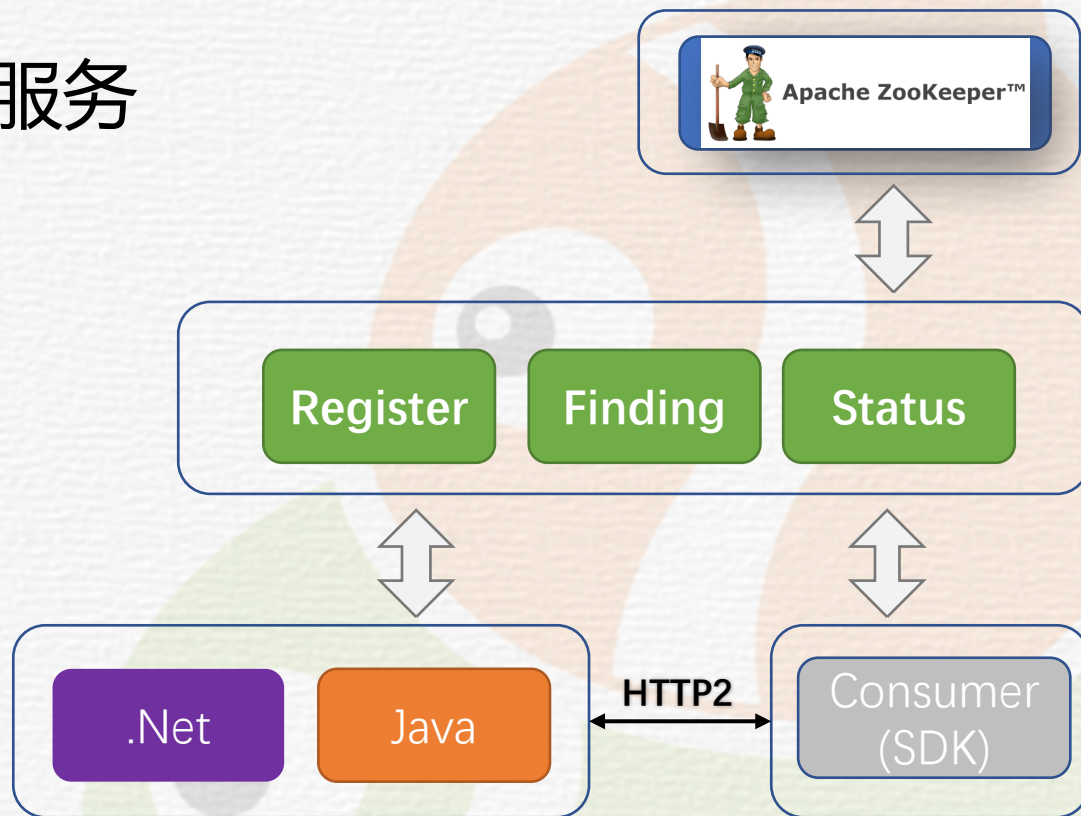 服务
Apache ZooKeeper™
Register
Finding
Status
.Net
Java
HTTP2
Consumer
(SDK)